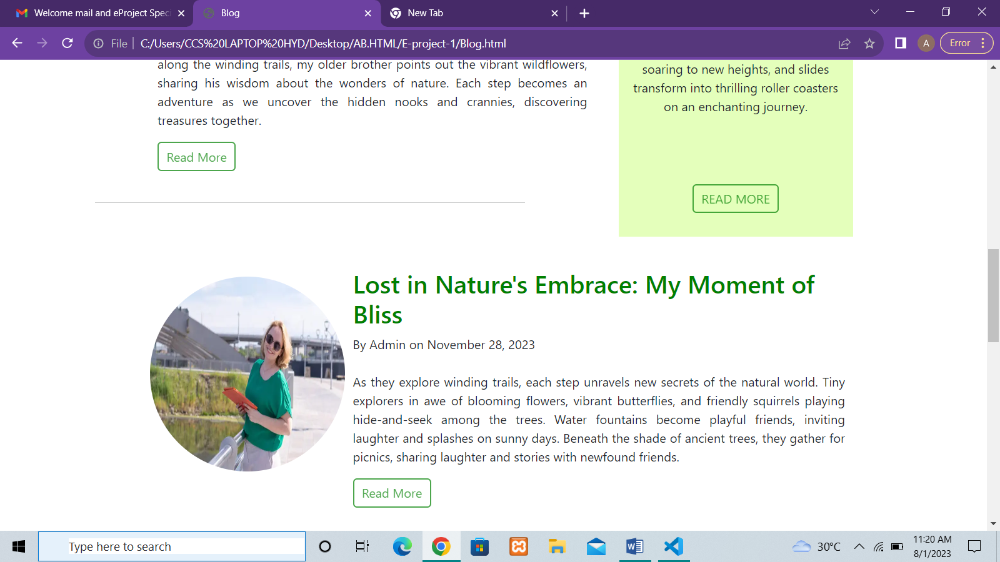 Welcome mail and eProject Speci
Blog
New Tab
File
C:/Users/CCS%20LAPTOP%20HYD/Desktop/AB.HTML/E-project-1/Blog.html
A
Error
along the winding trails, my older brother points out the vibrant wildflowers,
sharing his wisdom about the wonders of nature. Each step becomes an
adventure as we uncover the hidden nooks and crannies, discovering
treasures together.
Read More
soaring to new heights, and slides
transform into thrilling roller coasters
on an enchanting journey.
READ MORE
Lost in Nature's Embrace: My Moment of
Bliss
By Admin on November 28, 2023
As they explore winding trails, each step unravels new secrets of the natural world. Tiny
explorers in awe of blooming flowers, vibrant butterflies, and friendly squirrels playing
hide-and-seek among the trees. Water fountains become playful friends, inviting
laughter and splashes on sunny days. Beneath the shade of ancient trees, they gather for
picnics, sharing laughter and stories with newfound friends.
Read More
Type here to search
30°C
11:20 AM
8/1/2023